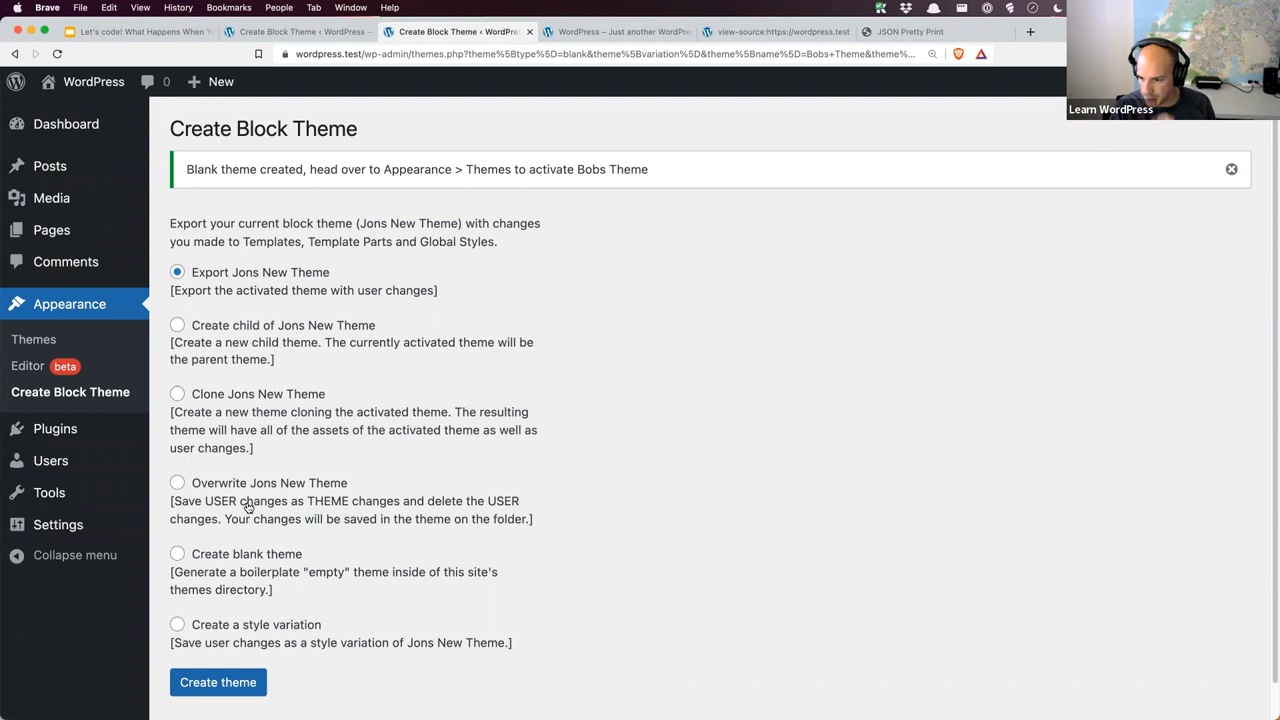 Brave File Edit View History Bookmarks People Tab Window Help
Let's code! What Happens When Y
Create Block Theme ‹ WordPress —
Create Block Theme ‹ WordPr
WordPress – Just another WordPre
view-source:https://wordpress.test
JSON Pretty Print
wordpress.test/wp-admin/themes.php?theme%5Btype%5D=blank&theme%5Bvariation%5D&theme%5Bname%5D=Bobs+Theme&theme%...
WordPress 0 New
Learn WordPress
Dashboard
Posts
Media
Pages
Comments
Appearance
Themes
Editor beta
Create Block Theme
Plugins
Users
Tools
Settings
Collapse menu
Create Block Theme
Blank theme created, head over to Appearance > Themes to activate Bobs Theme
Export your current block theme (Jons New Theme) with changes
you made to Templates, Template Parts and Global Styles.
Export Jons New Theme
[Export the activated theme with user changes]
Create child of Jons New Theme
[Create a new child theme. The currently activated theme will be
the parent theme.]
Clone Jons New Theme
[Create a new theme cloning the activated theme. The resulting
theme will have all of the assets of the activated theme as well as
user changes.]
Overwrite Jons New Theme
[Save USER changes as THEME changes and delete the USER
changes. Your changes will be saved in the theme on the folder.]
Create blank theme
[Generate a boilerplate "empty" theme inside of this site's
themes directory.]
Create a style variation
[Save user changes as a style variation of Jons New Theme.]
Create theme